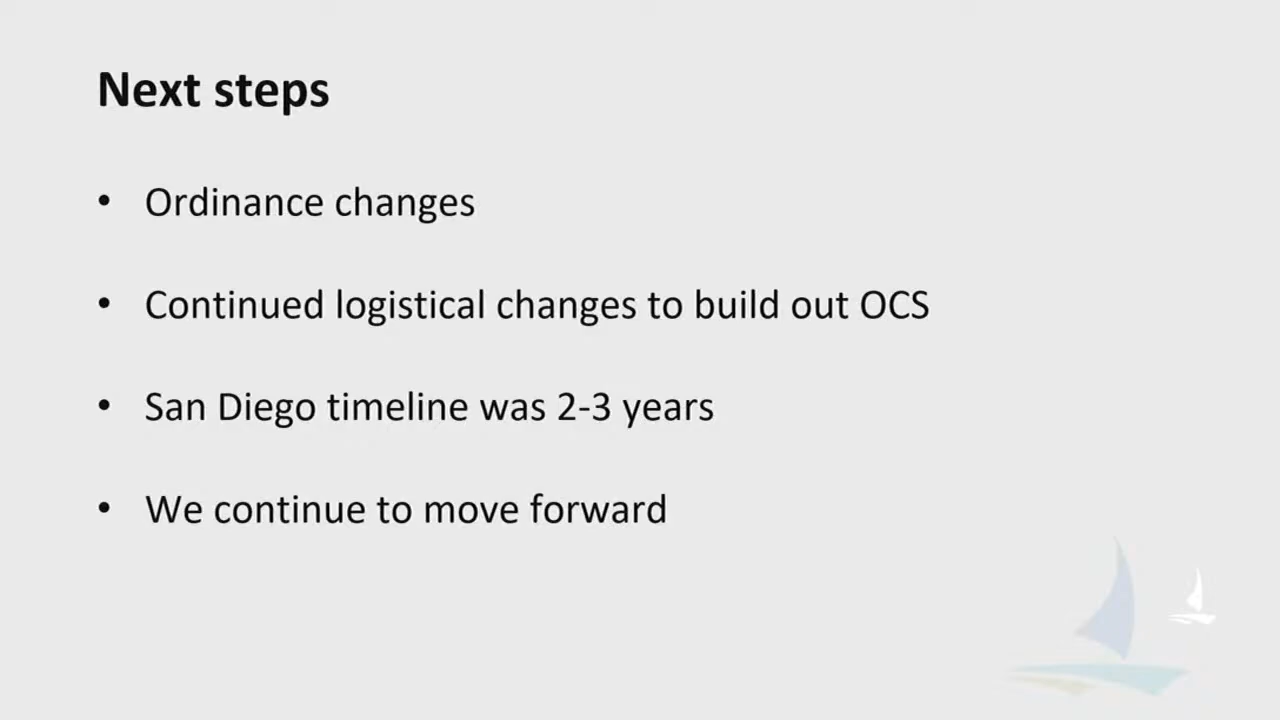 Next steps
• Ordinance changes
• Continued logistical changes to build out OCS
• San Diego timeline was 2-3 years
• We continue to move forward